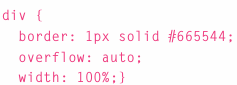 div {
  border: 1px solid #665544;
  overflow: auto;
  width: 100%;}